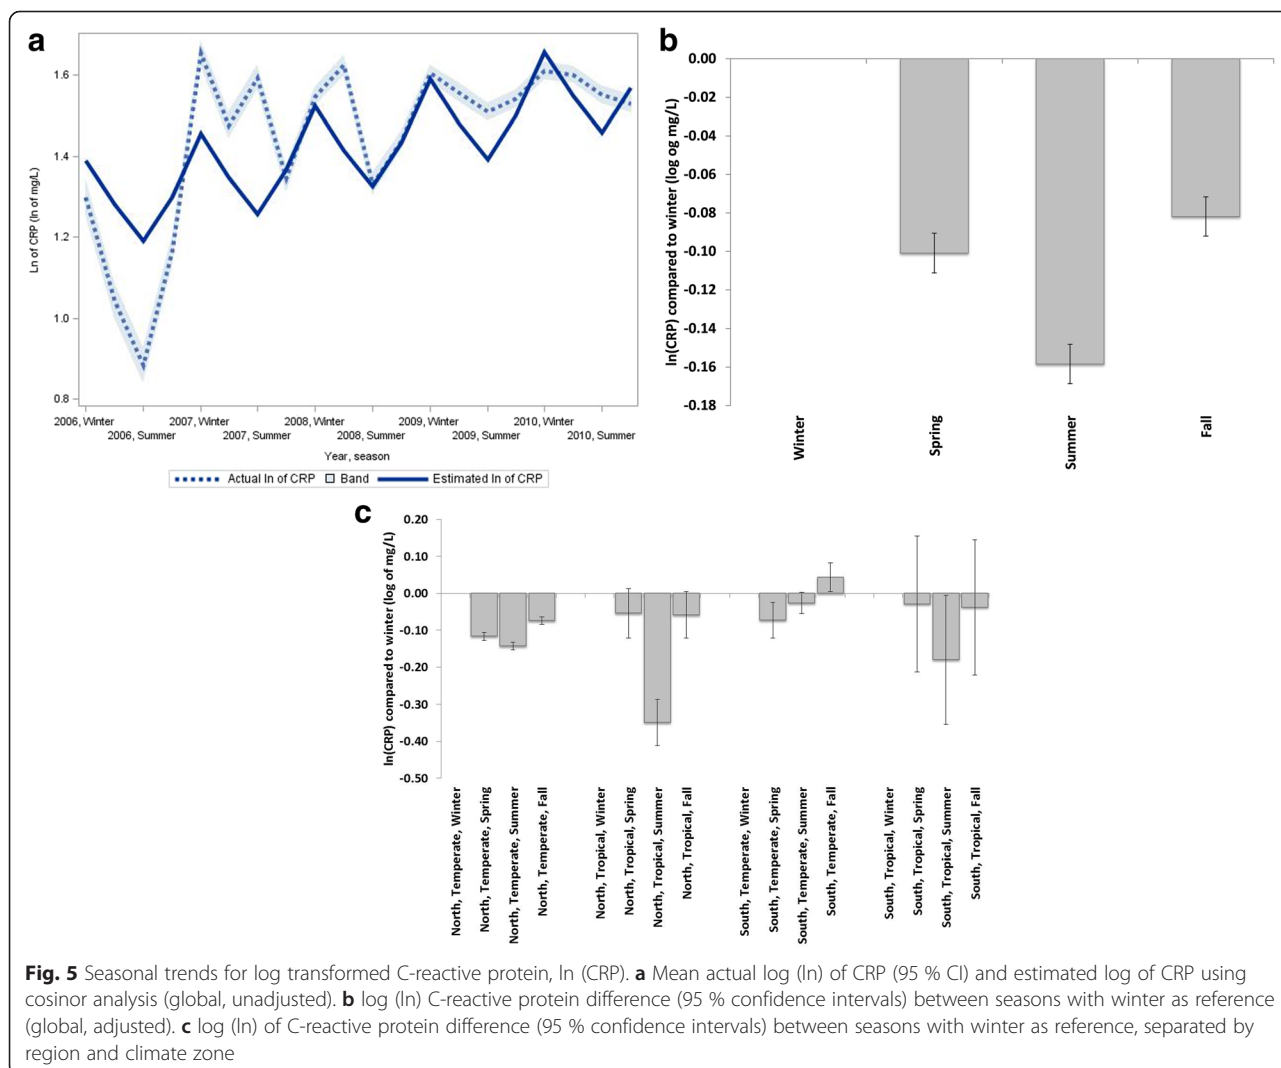 a
1.6
1.4
1.2
1.0
0.8
Ln of CRP (ln of mg/L)
2006, Winter 2007, Winter 2008, Winter 2009, Winter 2010, Winter
2006, Summer 2007, Summer 2008, Summer 2009, Summer 2010, Summer
Year, season
Actual ln of CRP Band Estimated ln of CRP
b
0.00
-0.02
-0.04
-0.06
-0.08
-0.10
-0.12
-0.14
-0.16
-0.18
ln(CRP) compared to winter (log og mg/L)
Winter
Spring
Summer
Fall
c
0.20
0.10
0.00
-0.10
-0.20
-0.30
-0.40
-0.50
ln(CRP) compared to winter (log of mg/L)
North, Temperate, Winter
North, Temperate, Spring
North, Temperate, Summer
North, Temperate, Fall
North, Tropical, Winter
North, Tropical, Spring
North, Tropical, Summer
North, Tropical, Fall
South, Temperate, Winter
South, Temperate, Spring
South, Temperate, Summer
South, Temperate, Fall
South, Tropical, Winter
South, Tropical, Spring
South, Tropical, Summer
South, Tropical, Fall
Fig. 5 Seasonal trends for log transformed C-reactive protein, ln (CRP). a Mean actual log (ln) of CRP (95 % CI) and estimated log of CRP using
cosinor analysis (global, unadjusted). b log (ln) C-reactive protein difference (95 % confidence intervals) between seasons with winter as reference
(global, adjusted). c log (ln) of C-reactive protein difference (95 % confidence intervals) between seasons with winter as reference, separated by
region and climate zone